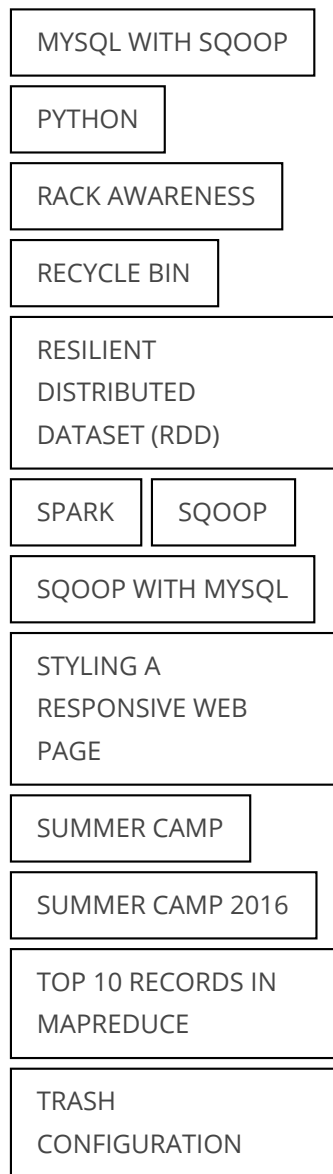 MYSQL WITH SQOOP
PYTHON
RACK AWARENESS
RECYCLE BIN
RESILIENT
DISTRIBUTED
DATASET (RDD)
SPARK SQOOP
SQOOP WITH MYSQL
STYLING A
RESPONSIVE WEB
PAGE
SUMMER CAMP
SUMMER CAMP 2016
TOP 10 RECORDS IN
MAPREDUCE
TRASH
CONFIGURATION